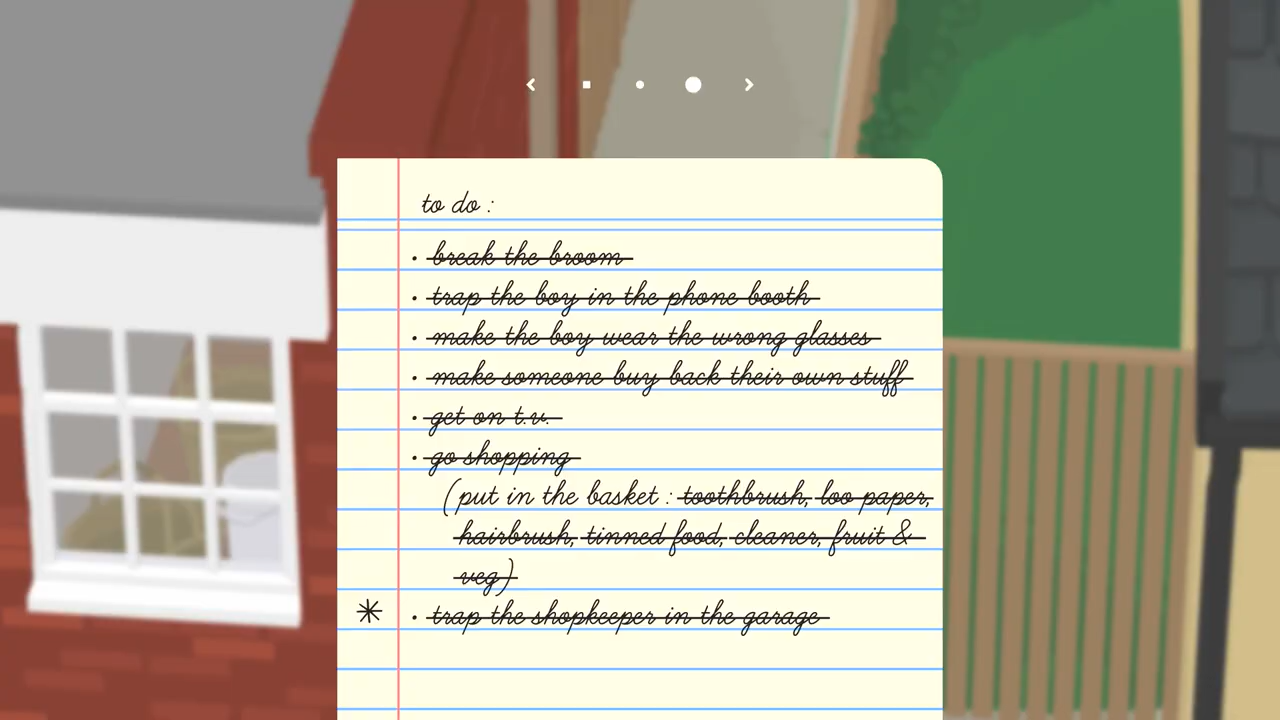 to do :
• break the broom
• trap the boy in the phone booth
• make the boy wear the wrong glasses
• make someone buy back their own stuff
• get on t.v.
• go shopping
(put in the basket : toothbrush, loo paper,
hairbrush, tinned food, cleaner, fruit &
veg)
* • trap the shopkeeper in the garage